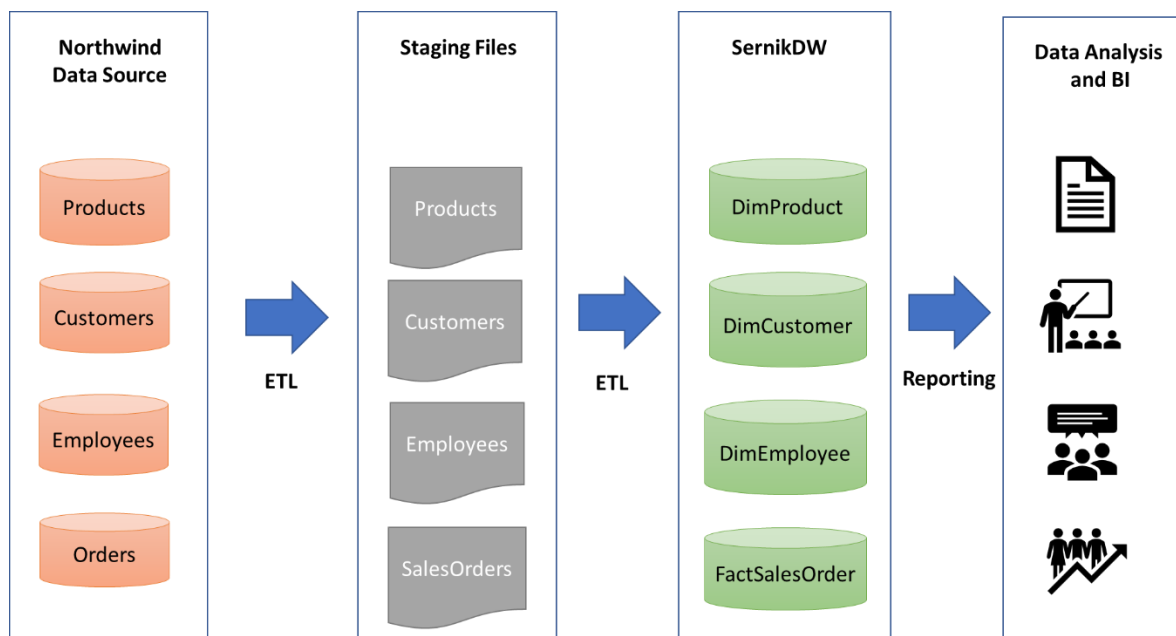 Northwind
Data Source
Products
Customers
Employees
Orders
ETL
Staging Files
Products
Customers
Employees
SalesOrders
ETL
SernikDW
DimProduct
DimCustomer
DimEmployee
FactSalesOrder
Reporting
Data Analysis
and BI